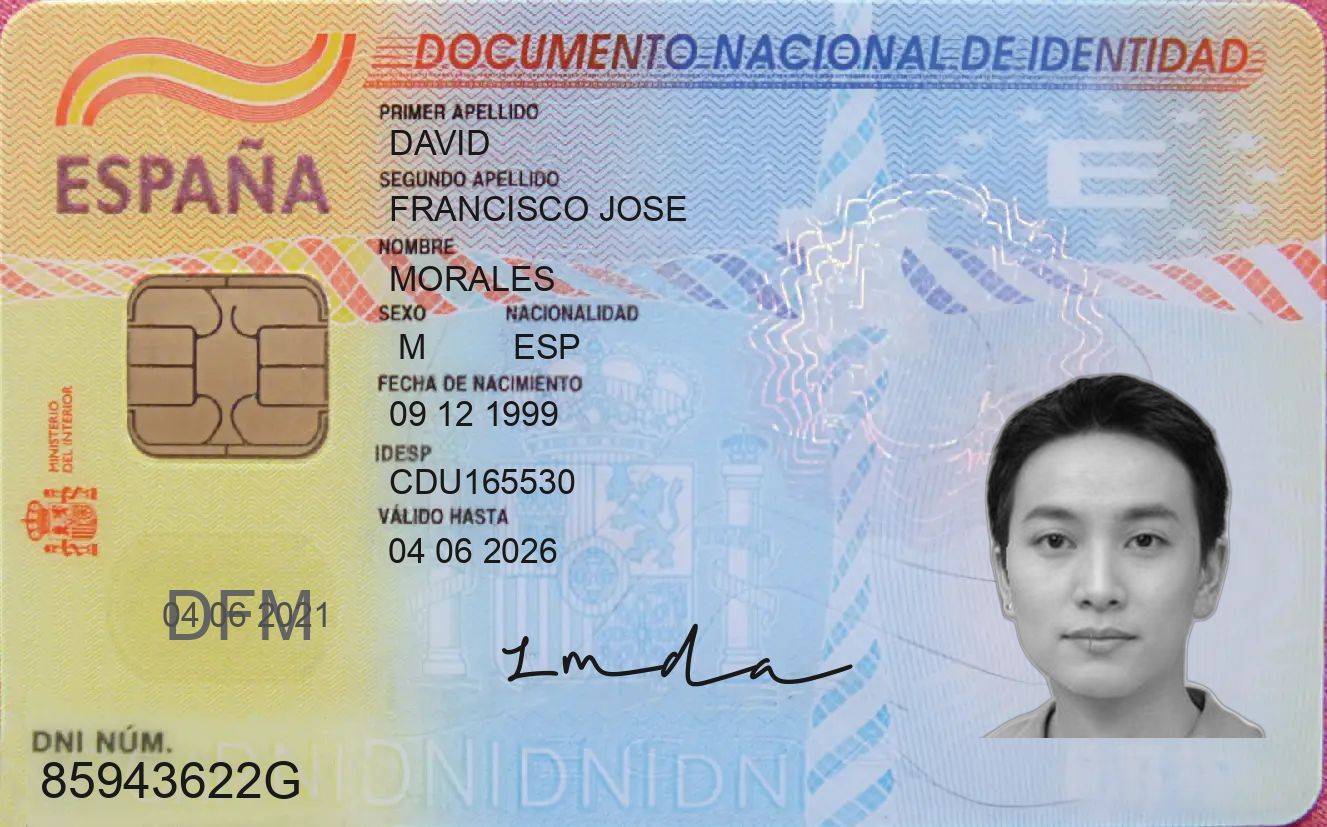 DOCUMENTO NACIONAL DE IDENTIDAD
ESPAÑA
PRIMER APELLIDO
DAVID
SEGUNDO APELLIDO
FRANCISCO JOSE
NOMBRE
MORALES
SEXO NACIONALIDAD
M ESP
FECHA DE NACIMIENTO
09 12 1999
IDESP
CDU165530
VÁLIDO HASTA
04 06 2026
MINISTERIO
DEL INTERIOR
E
DFM
04 06 2021
DNI NÚM.
85943622G
DNIDNIDNIDNI